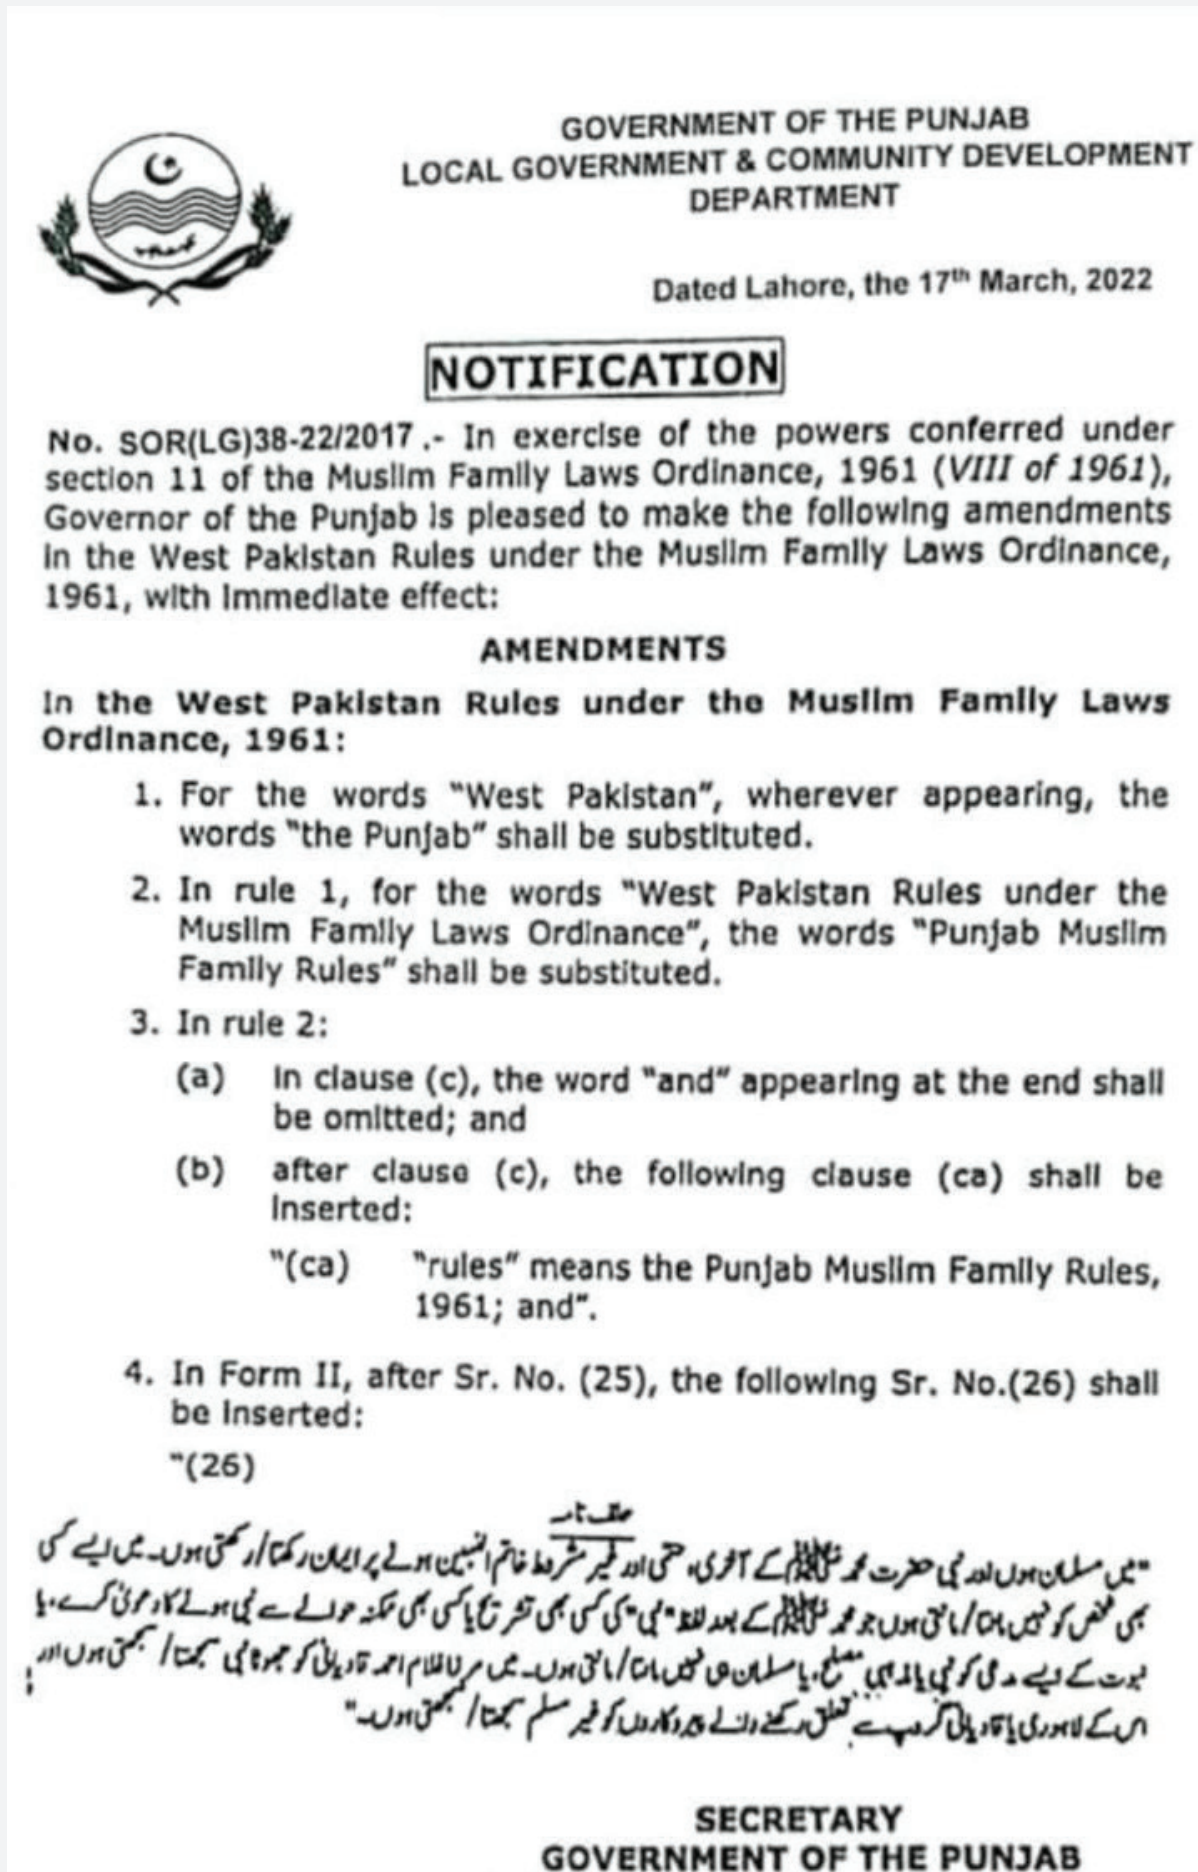 GOVERNMENT OF THE PUNJAB
LOCAL GOVERNMENT & COMMUNITY DEVELOPMENT
DEPARTMENT
Dated Lahore, the 17th March, 2022
NOTIFICATION
No. SOR(LG)38-22/2017 .- In exercise of the powers conferred under
section 11 of the Muslim Family Laws Ordinance, 1961 (VIII of 1961),
Governor of the Punjab is pleased to make the following amendments
in the West Pakistan Rules under the Muslim Family Laws Ordinance,
1961, with immediate effect:
AMENDMENTS
In the West Pakistan Rules under the Muslim Family Laws
Ordinance, 1961:
1. For the words "West Pakistan", wherever appearing, the
words "the Punjab" shall be substituted.
2. In rule 1, for the words "West Pakistan Rules under the
Muslim Family Laws Ordinance", the words "Punjab Muslim
Family Rules" shall be substituted.
3. In rule 2:
(a) in clause (c), the word "and" appearing at the end shall
be omitted; and
(b) after clause (c), the following clause (ca) shall be
inserted:
"(ca) "rules" means the Punjab Muslim Family Rules,
1961; and".
4. In Form II, after Sr. No. (25), the following Sr. No.(26) shall
be inserted:
"(26)
حلف نامہ
"میں مسلمان ہوں اور نبی حضرت محمد ﷺ کے آخری، حتمی اور غیر مشروط خاتم النبیین ہونے پر ایمان رکھتا/رکھتی ہوں۔ میں ایسے کسی
بھی شخص کو نہیں مانتا/مانتی ہوں جو محمد ﷺ کے بعد لفظ "نبی" کی کسی بھی تشریح یا کسی بھی ممکنہ حوالے سے نبی ہونے کا دعویٰ کرے، یا
نبوت کے ایسے مدعی کو نبی یا مذہبی مصلح، یا مسلمان ہی نہیں مانتا/مانتی ہوں۔ میں مرزا غلام احمد قادیانی کو جھوٹا نبی سمجھتا/سمجھتی ہوں اور
اس کے لاہوری یا قادیانی گروپ سے تعلق رکھنے والے پیروکاروں کو غیر مسلم سمجھتا/سمجھتی ہوں۔"
SECRETARY
GOVERNMENT OF THE PUNJAB